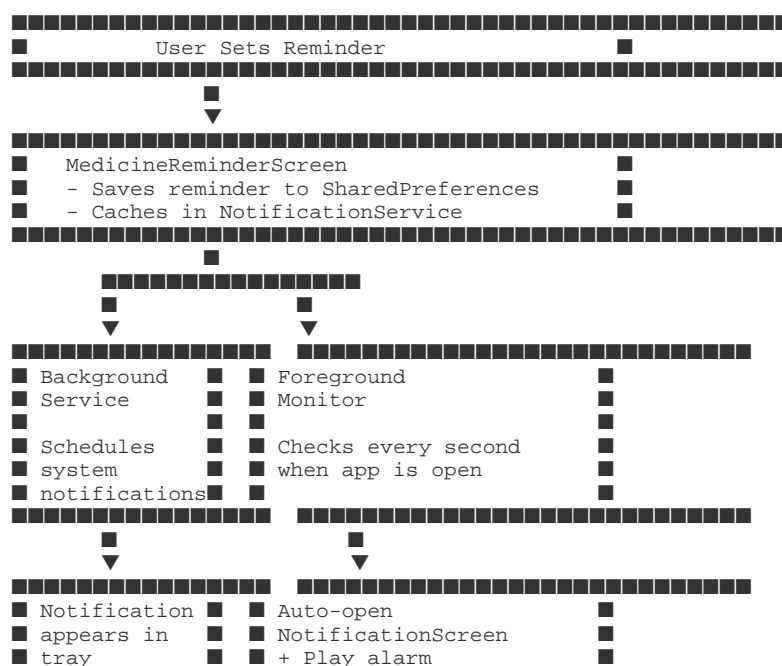 User Sets Reminder
MedicineReminderScreen
- Saves reminder to SharedPreferences
- Caches in NotificationService
Background
Service
Schedules
system
notifications
Foreground
Monitor
Checks every second
when app is open
Notification
appears in
tray
Auto-open
NotificationScreen
+ Play alarm